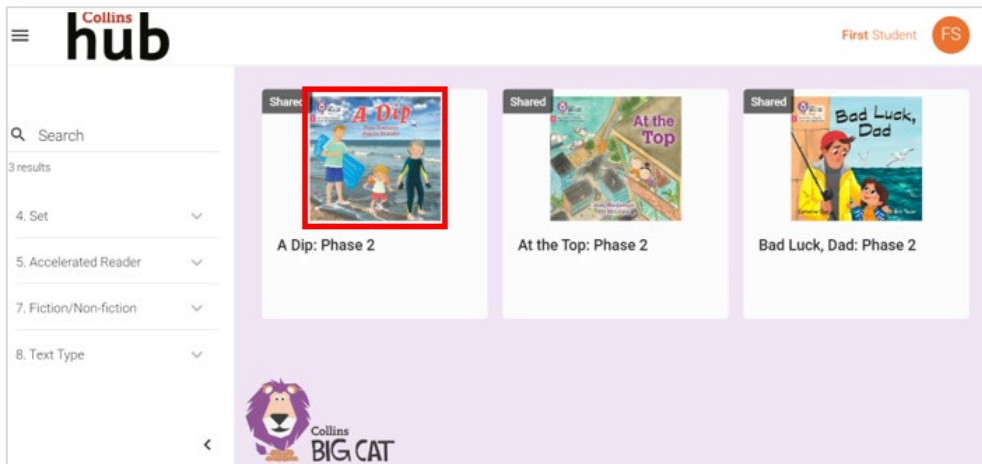 Collins
hub
First Student
FS
Search
3 results
4. Set
5. Accelerated Reader
7. Fiction/Non-fiction
8. Text Type
Shared
A Dip
A Dip: Phase 2
Shared
At the
Top
At the Top: Phase 2
Shared
Bad Luck,
Dad
Bad Luck, Dad: Phase 2
Collins
BIG CAT